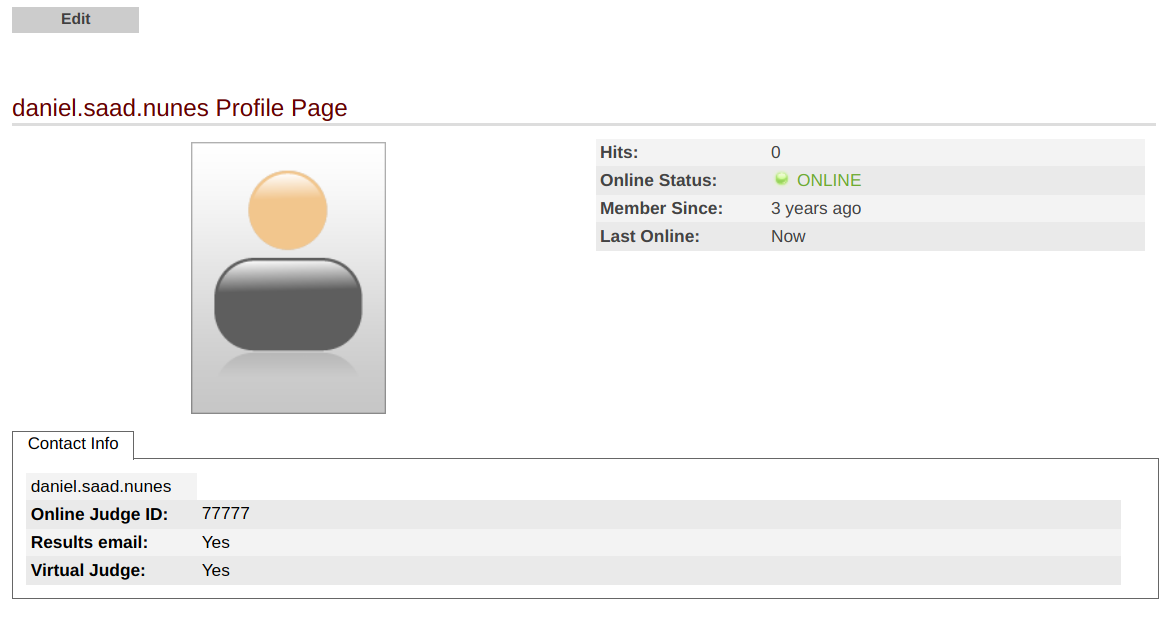 Edit
daniel.saad.nunes Profile Page
Hits: 0
Online Status: ONLINE
Member Since: 3 years ago
Last Online: Now
Contact Info
daniel.saad.nunes
Online Judge ID: 77777
Results email: Yes
Virtual Judge: Yes